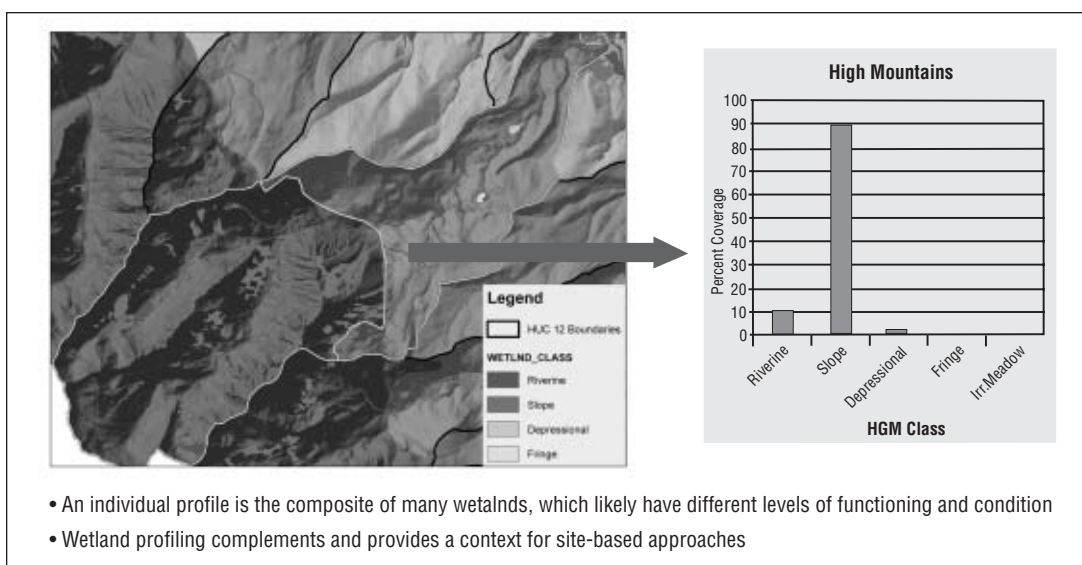 High Mountains
Percent Coverage
100
90
80
70
60
50
40
30
20
10
0
Riverine
Slope
Depressional
Fringe
Irr.Meadow
HGM Class
Legend
HUC 12 Boundaries
WETLND_CLASS
Riverine
Slope
Depressional
Fringe
• An individual profile is the composite of many wetalnds, which likely have different levels of functioning and condition
• Wetland profiling complements and provides a context for site-based approaches